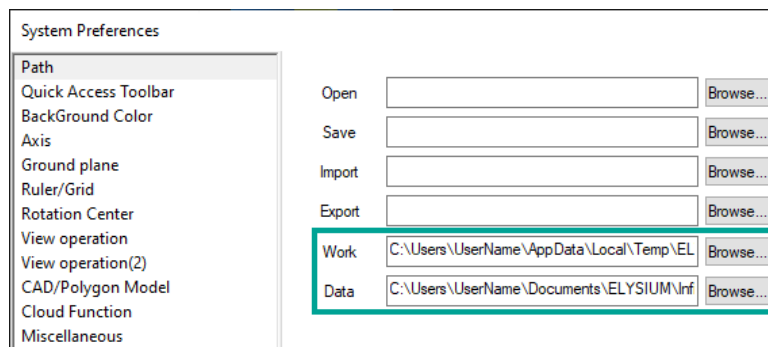 System Preferences
Path
Quick Access Toolbar
BackGround Color
Axis
Ground plane
Ruler/Grid
Rotation Center
View operation
View operation(2)
CAD/Polygon Model
Cloud Function
Miscellaneous
Open Browse...
Save Browse...
Import Browse...
Export Browse...
Work C:\Users\UserName\AppData\Local\Temp\EL Browse...
Data C:\Users\UserName\Documents\ELYSIUM\Inf Browse...